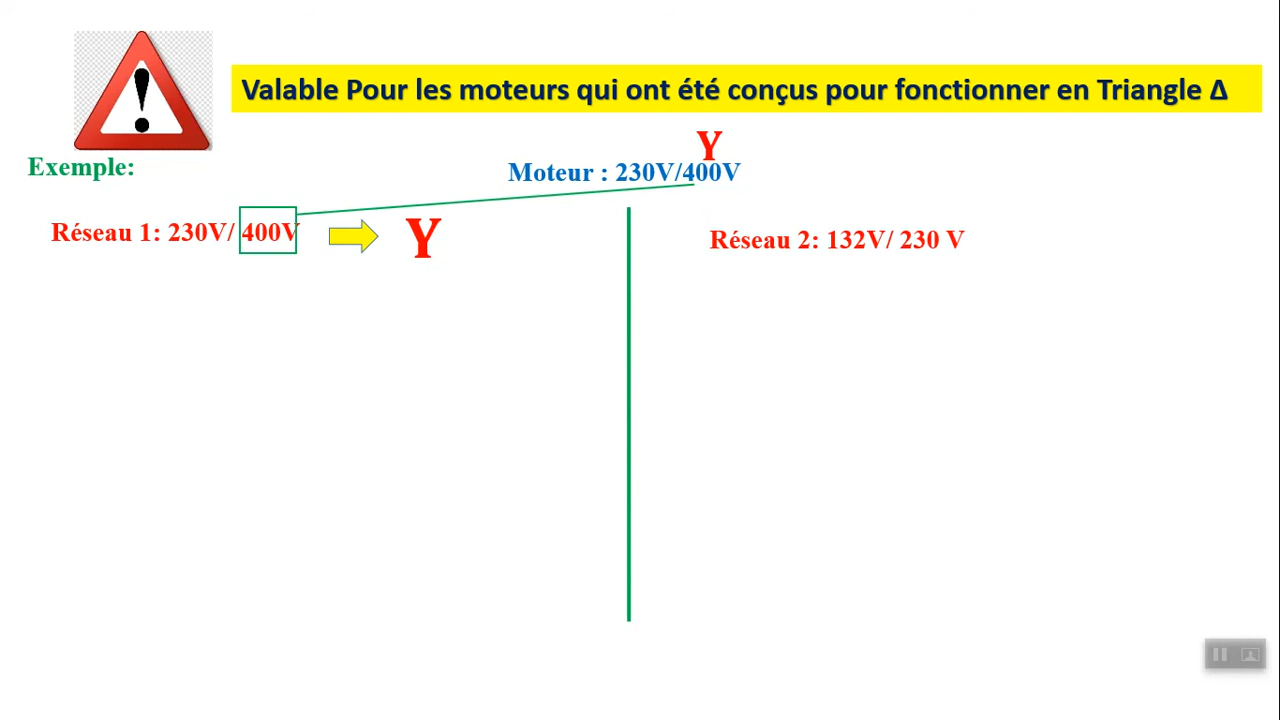 Valable Pour les moteurs qui ont été conçus pour fonctionner en Triangle Δ
Y
Exemple:
Moteur : 230V/400V
Réseau 1: 230V/ 400V
Y
Réseau 2: 132V/ 230 V